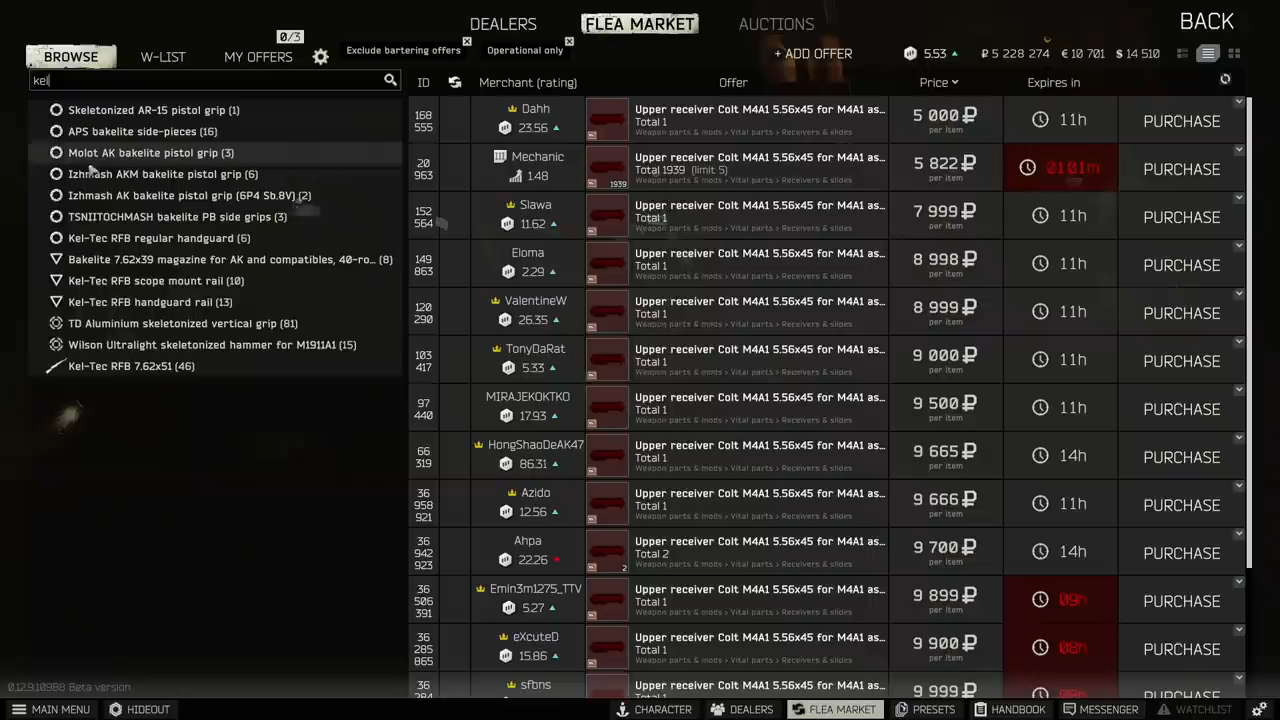 DEALERS
FLEA MARKET
AUCTIONS
BACK
0/3
BROWSE
W-LIST
MY OFFERS
Exclude bartering offers
Operational only
+ ADD OFFER
5.53
₽ 5 228 274
€ 10 701
$ 14 510
kel
ID
Merchant (rating)
Offer
Price
Expires in
Skeletonized AR-15 pistol grip (1)
APS bakelite side-pieces (16)
Molot AK bakelite pistol grip (3)
Izhmash AKM bakelite pistol grip (6)
Izhmash AK bakelite pistol grip (6P4 Sb.8V) (2)
TSNIITOCHMASH bakelite PB side grips (3)
Kel-Tec RFB regular handguard (6)
Bakelite 7.62x39 magazine for AK and compatibles, 40-ro... (8)
Kel-Tec RFB scope mount rail (10)
Kel-Tec RFB handguard rail (13)
TD Aluminium skeletonized vertical grip (81)
Wilson Ultralight skeletonized hammer for M1911A1 (15)
Kel-Tec RFB 7.62x51 (46)
168 555
Dahh
23.56
Upper receiver Colt M4A1 5.56x45 for M4A1 as...
Total 1
Weapon parts & mods > Vital parts > Receivers & slides
5 000 ₽
per item
11h
PURCHASE
20 963
Mechanic
1.48
1939
Upper receiver Colt M4A1 5.56x45 for M4A1 as...
Total 1939 (limit 5)
Weapon parts & mods > Vital parts > Receivers & slides
5 822 ₽
per item
01:01m
PURCHASE
152 564
Slawa
11.62
Upper receiver Colt M4A1 5.56x45 for M4A1 as...
Total 1
Weapon parts & mods > Vital parts > Receivers & slides
7 999 ₽
per item
11h
PURCHASE
149 863
Eloma
2.29
Upper receiver Colt M4A1 5.56x45 for M4A1 as...
Total 1
Weapon parts & mods > Vital parts > Receivers & slides
8 998 ₽
per item
11h
PURCHASE
120 290
ValentineW
26.35
Upper receiver Colt M4A1 5.56x45 for M4A1 as...
Total 1
Weapon parts & mods > Vital parts > Receivers & slides
8 999 ₽
per item
11h
PURCHASE
103 417
TonyDaRat
5.33
Upper receiver Colt M4A1 5.56x45 for M4A1 as...
Total 1
Weapon parts & mods > Vital parts > Receivers & slides
9 000 ₽
per item
11h
PURCHASE
97 440
MIRAJEKOKTKO
17.93
Upper receiver Colt M4A1 5.56x45 for M4A1 as...
Total 1
Weapon parts & mods > Vital parts > Receivers & slides
9 500 ₽
per item
11h
PURCHASE
66 319
HongShaoDeAK47
86.31
Upper receiver Colt M4A1 5.56x45 for M4A1 as...
Total 1
Weapon parts & mods > Vital parts > Receivers & slides
9 665 ₽
per item
14h
PURCHASE
36 958 921
Azido
12.56
Upper receiver Colt M4A1 5.56x45 for M4A1 as...
Total 1
Weapon parts & mods > Vital parts > Receivers & slides
9 666 ₽
per item
11h
PURCHASE
36 942 923
Ahpa
22.26
2
Upper receiver Colt M4A1 5.56x45 for M4A1 as...
Total 2
Weapon parts & mods > Vital parts > Receivers & slides
9 700 ₽
per item
14h
PURCHASE
36 506 391
Emin3m1275_TTV
5.27
Upper receiver Colt M4A1 5.56x45 for M4A1 as...
Total 1
Weapon parts & mods > Vital parts > Receivers & slides
9 899 ₽
per item
09h
PURCHASE
36 285 865
eXcuteD
15.86
Upper receiver Colt M4A1 5.56x45 for M4A1 as...
Total 1
Weapon parts & mods > Vital parts > Receivers & slides
9 900 ₽
per item
08h
PURCHASE
36
sfbns
Upper receiver Colt M4A1 5.56x45 for M4A1 as...
Total 1
9 999 ₽
PURCHASE
0.12.9.10988 Beta version
MAIN MENU
HIDEOUT
CHARACTER
DEALERS
FLEA MARKET
PRESETS
HANDBOOK
MESSENGER
WATCHLIST